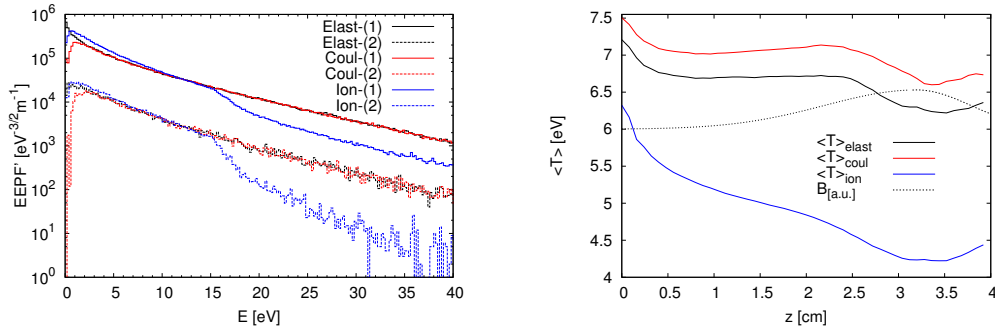 10^6
10^5
10^4
10^3
10^2
10^1
10^0
EEPF [eV^-3/2 m^-1]
0 5 10 15 20 25 30 35 40
E [eV]
Elast-(1)
Elast-(2)
Coul-(1)
Coul-(2)
Ion-(1)
Ion-(2)
7.5
7
6.5
6
5.5
5
4.5
4
<T> [eV]
0 0.5 1 1.5 2 2.5 3 3.5 4
z [cm]
<T>elast
<T>coul
<T>ion
B[a.u.]